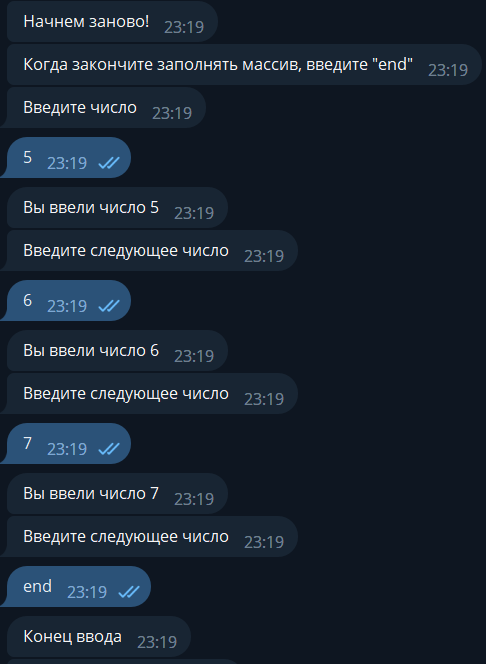 Начнем заново! 23:19
Когда закончите заполнять массив, введите "end" 23:19
Введите число 23:19
5 23:19
Вы ввели число 5 23:19
Введите следующее число 23:19
6 23:19
Вы ввели число 6 23:19
Введите следующее число 23:19
7 23:19
Вы ввели число 7 23:19
Введите следующее число 23:19
end 23:19
Конец ввода 23:19